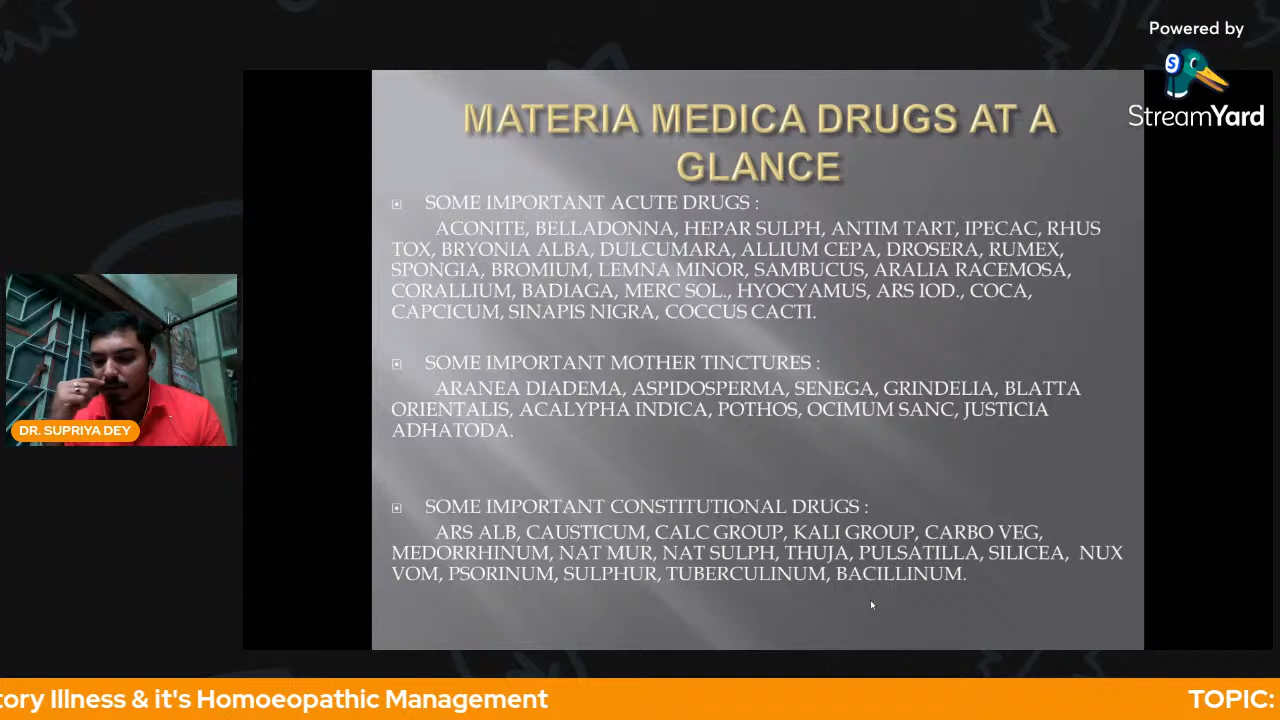 Powered by
StreamYard
MATERIA MEDICA DRUGS AT A
GLANCE
SOME IMPORTANT ACUTE DRUGS :
ACONITE, BELLADONNA, HEPAR SULPH, ANTIM TART, IPECAC, RHUS
TOX, BRYONIA ALBA, DULCUMARA, ALLIUM CEPA, DROSERA, RUMEX,
SPONGIA, BROMIUM, LEMNA MINOR, SAMBUCUS, ARALIA RACEMOSA,
CORALLIUM, BADIAGA, MERC SOL., HYOCYAMUS, ARS IOD., COCA,
CAPCICUM, SINAPIS NIGRA, COCCUS CACTI.
SOME IMPORTANT MOTHER TINCTURES :
ARANEA DIADEMA, ASPIDOSPERMA, SENEGA, GRINDELIA, BLATTA
ORIENTALIS, ACALYPHA INDICA, POTHOS, OCIMUM SANC, JUSTICIA
ADHATODA.
SOME IMPORTANT CONSTITUTIONAL DRUGS :
ARS ALB, CAUSTICUM, CALC GROUP, KALI GROUP, CARBO VEG,
MEDORRHINUM, NAT MUR, NAT SULPH, THUJA, PULSATILLA, SILICEA, NUX
VOM, PSORINUM, SULPHUR, TUBERCULINUM, BACILLINUM.
DR. SUPRIYA DEY
tory Illness & it's Homoeopathic Management TOPIC: